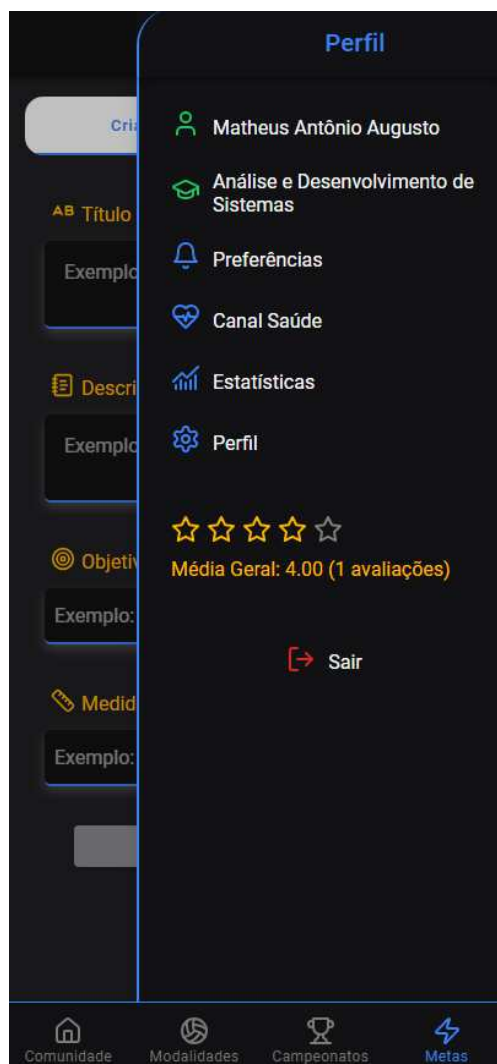 Perfil
Cria
Matheus Antônio Augusto
Análise e Desenvolvimento de
Sistemas
AB Título
Exemplo
Preferências
Canal Saúde
Estatísticas
Descri
Exemplo
Perfil
Objetiv
Média Geral: 4.00 (1 avaliações)
Exemplo:
Sair
Medid
Exemplo:
Comunidade
Modalidades
Campeonatos
Metas